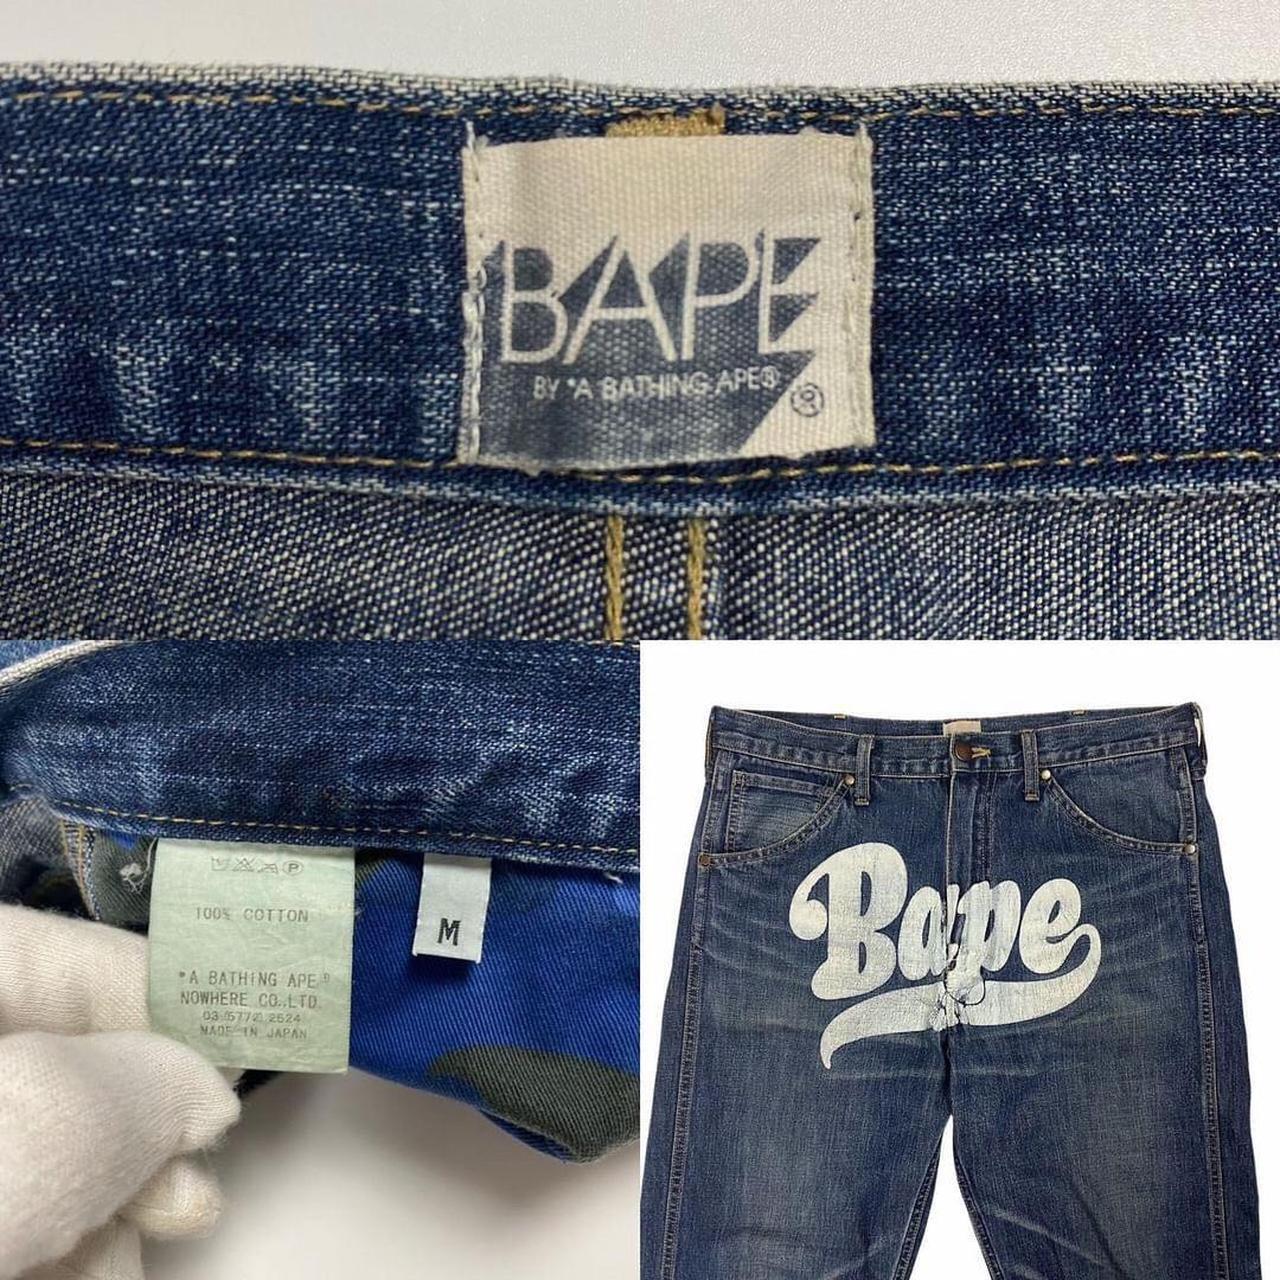 BAPE
BY *A BATHING APE®
®
100% COTTON
*A BATHING APE®
NOWHERE CO.,LTD.
03 5772 2524
MADE IN JAPAN
M
Bape